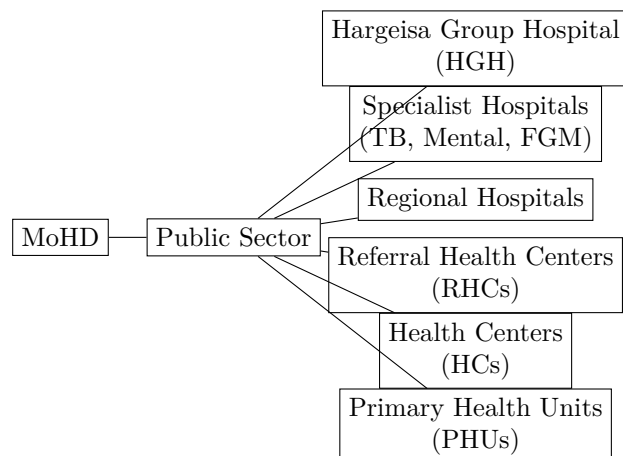 Hargeisa Group Hospital
(HGH)
Specialist Hospitals
(TB, Mental, FGM)
Regional Hospitals
MoHD
Public Sector
Referral Health Centers
(RHCs)
Health Centers
(HCs)
Primary Health Units
(PHUs)